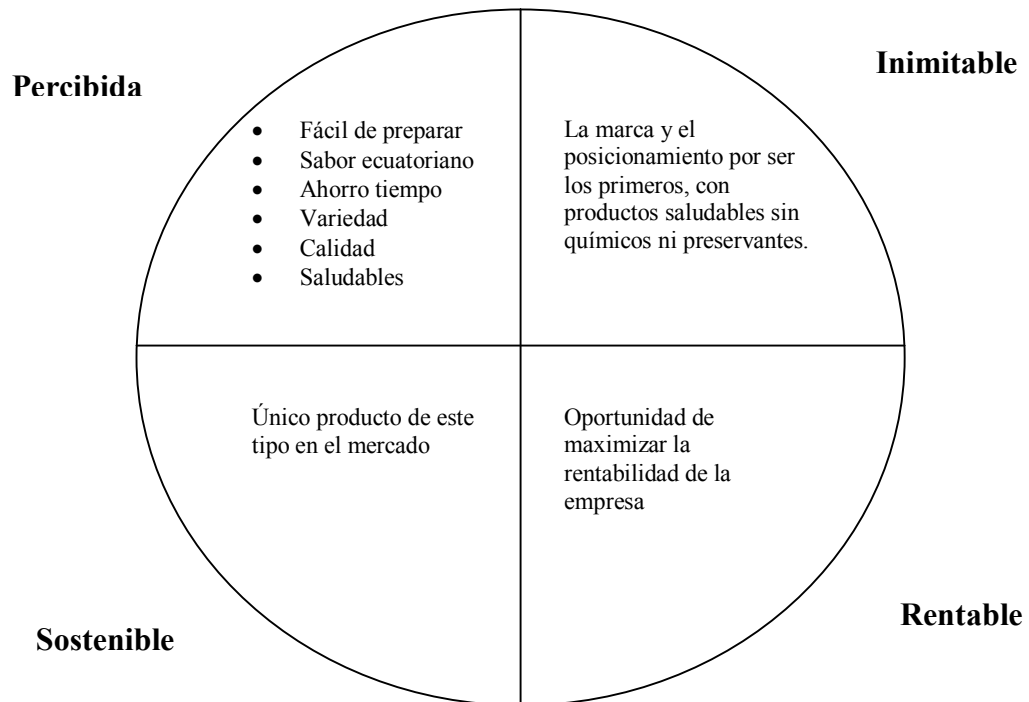 Percibida
Inimitable
• Fácil de preparar
• Sabor ecuatoriano
• Ahorro tiempo
• Variedad
• Calidad
• Saludables
La marca y el
posicionamiento por ser
los primeros, con
productos saludables sin
químicos ni preservantes.
Único producto de este
tipo en el mercado
Oportunidad de
maximizar la
rentabilidad de la
empresa
Sostenible
Rentable